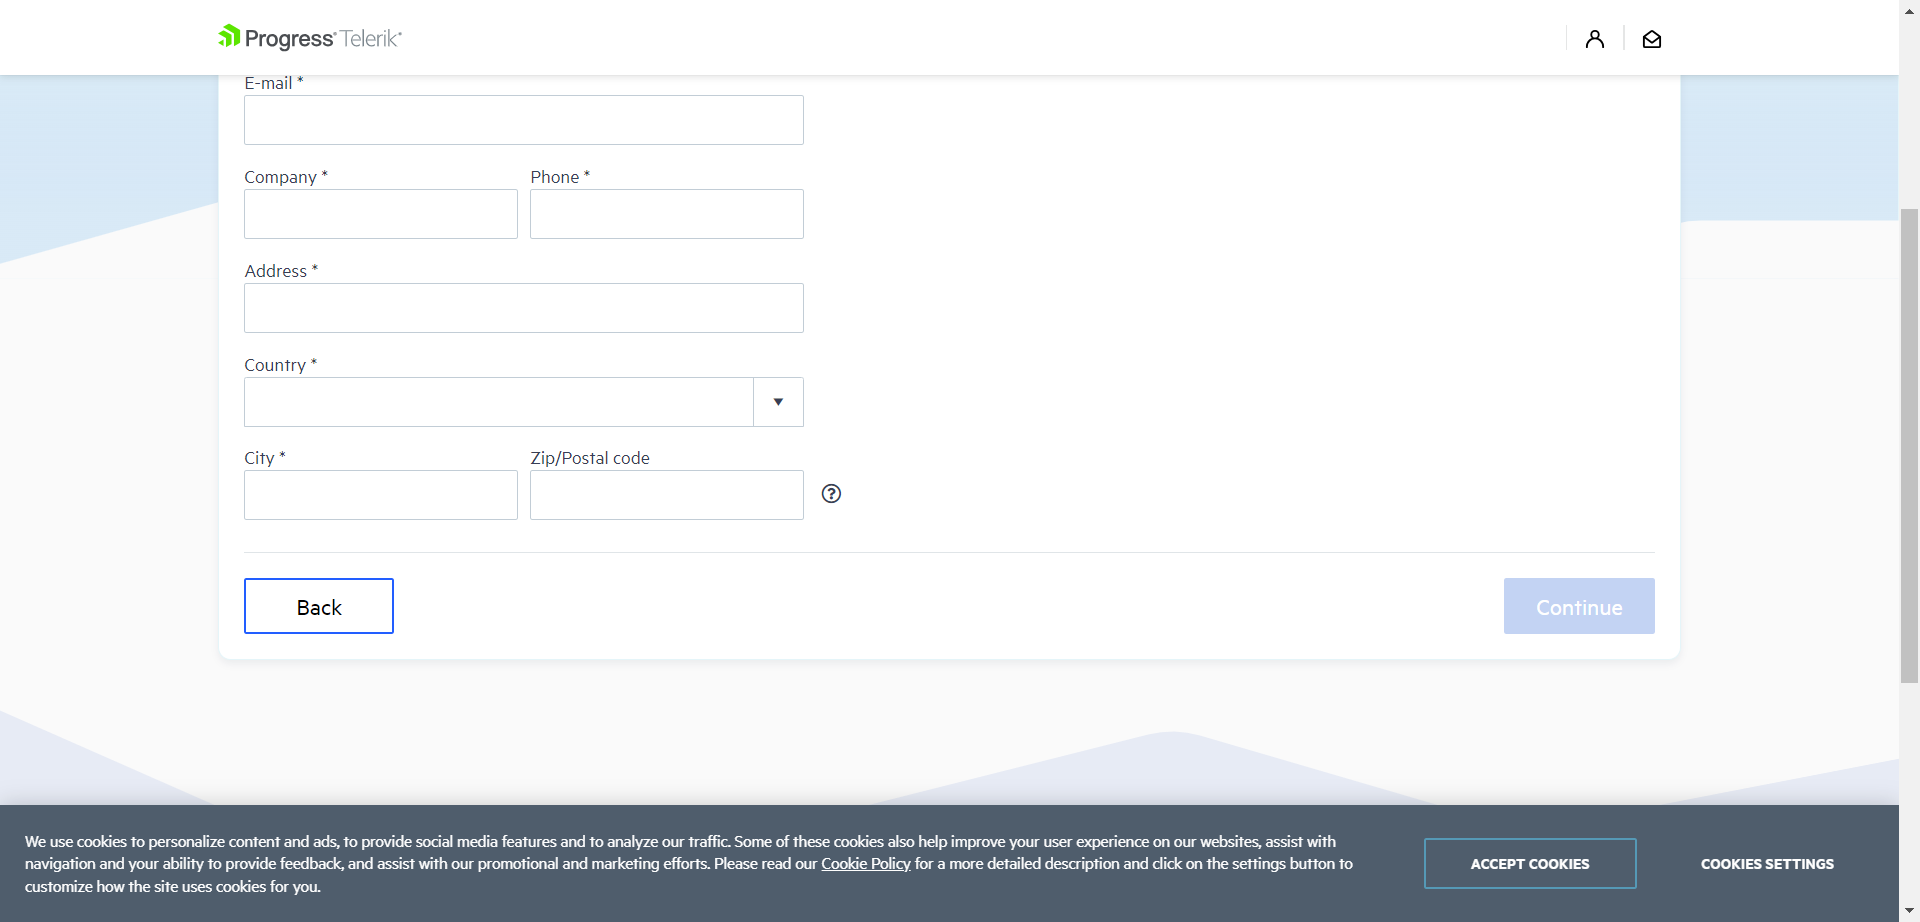 Progress® Telerik®
E-mail *
Company * Phone *
Address *
Country *
City * Zip/Postal code
Back Continue
We use cookies to personalize content and ads, to provide social media features and to analyze our traffic. Some of these cookies also help improve your user experience on our websites, assist with
navigation and your ability to provide feedback, and assist with our promotional and marketing efforts. Please read our Cookie Policy for a more detailed description and click on the settings button to
customize how the site uses cookies for you.
ACCEPT COOKIES COOKIES SETTINGS